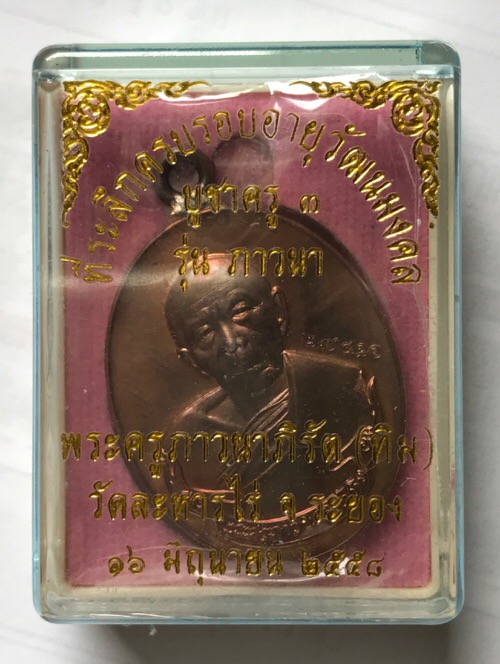 ที่ระลึกครบรอบอายุวัฒนมงคล
บูชาครู ๓
รุ่น ภาวนา
พระครูภาวนาภิรัต (ทิม)
วัดละหารไร่ จ.ระยอง
๑๖ มิถุนายน ๒๕๕๘